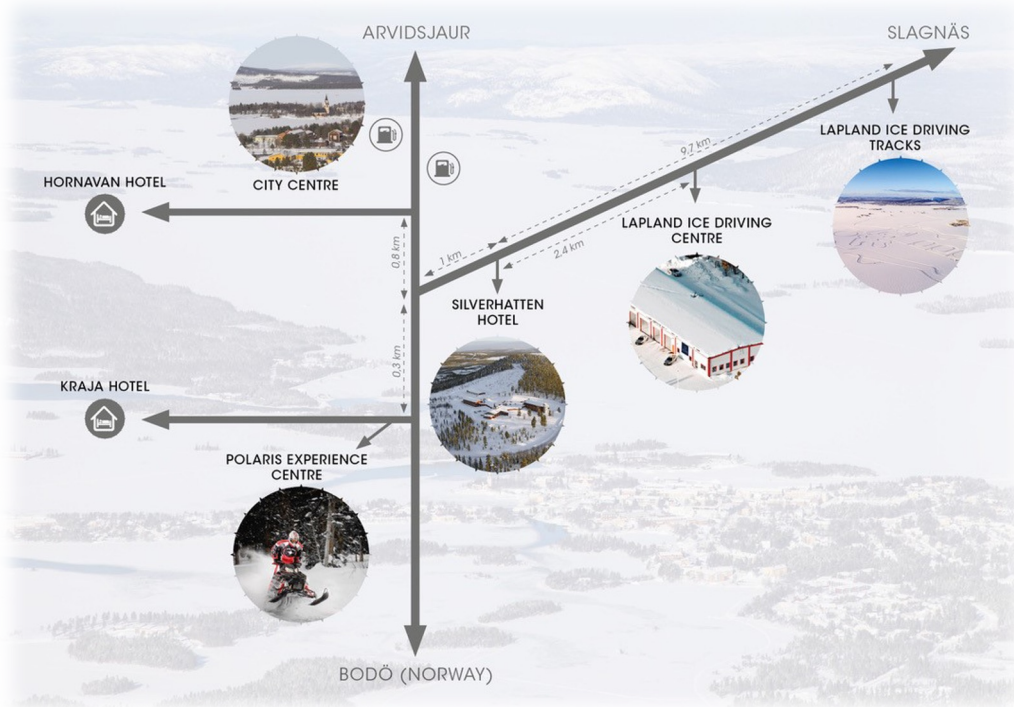 ARVIDSJAUR
SLAGNÄS
LAPLAND ICE DRIVING
TRACKS
9,7 km
HORNAVAN HOTEL
CITY CENTRE
LAPLAND ICE DRIVING
CENTRE
0,8 km
1 km
2,4 km
SILVERHATTEN
HOTEL
0,3 km
KRAJA HOTEL
POLARIS EXPERIENCE
CENTRE
BODÖ (NORWAY)